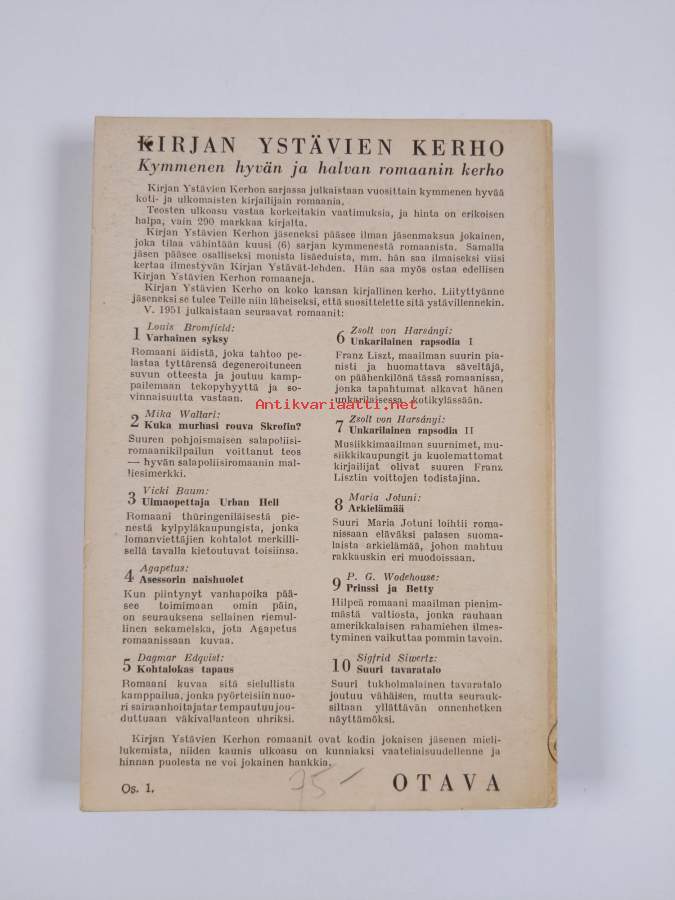 KIRJAN YSTÄVIEN KERHO
Kymmenen hyvän ja halvan romaanin kerho
Kirjan Ystävien Kerhon sarjassa julkaistaan vuosittain kymmenen hyvää
koti- ja ulkomaisten kirjailijain romaania.
Teosten ulkoasu vastaa korkeitakin vaatimuksia, ja hinta on erikoisen
halpa, vain 290 markkaa kirjalta.
Kirjan Ystävien Kerhon jäseneksi pääsee ilman jäsenmaksua jokainen,
joka tilaa vähintään kuusi (6) sarjan kymmenestä romaanista. Samalla
jäsen pääsee osalliseksi monista lisäeduista, mm. hän saa ilmaiseksi viisi
kertaa ilmestyvän Kirjan Ystävät-lehden. Hän saa myös ostaa edellisen
Kirjan Ystävien Kerhon romaaneja.
Kirjan Ystävien Kerho on koko kansan kirjallinen kerho. Liityttyänne
jäseneksi se tulee Teille niin läheiseksi, että suosittelette sitä ystävillennekin.
V. 1951 julkaistaan seuraavat romaanit:
1 Louis Bromfield:
Varhainen syksy
Romaani äidistä, joka tahtoo pe-
lastaa tyttärensä degeneroituneen
suvun otteesta ja joutuu kamp-
pailemaan tekopyhyyttä ja so-
vinnaisuutta vastaan.
2 Mika Waltari:
Kuka murhasi rouva Skrofin?
Suuren pohjoismaisen salapoliisi-
romaanikilpailun voittanut teos
— hyvän salapoliisiromaanin mal-
liesimerkki.
3 Vicki Baum:
Uimaopettaja Urban Hell
Romaani thüringeniläisestä pie-
nestä kylpyläkaupungista, jonka
lomanviettäjien kohtalot merkilli-
sellä tavalla kietoutuvat toisiinsa.
4 Agapetus:
Asessorin naishuolet
Kun piintynyt vanhapoika pää-
see toimimaan omin päin,
on seurauksena sellainen riemul-
linen sekamelska, jota Agapetus
romaanissaan kuvaa.
5 Dagmar Edqvist:
Kohtalokas tapaus
Romaani kuvaa sitä sielullista
kamppailua, jonka pyörteisiin nuo-
ri sairaanhoitajatar tempautuu jou-
duttuaan väkivallanteon uhriksi.
6 Zsolt von Harsányi:
Unkarilainen rapsodia I
Franz Liszt, maailman suurin pia-
nisti ja huomattava säveltäjä,
on päähenkilönä tässä romaanissa,
jonka tapahtumat alkavat hänen
unkarilaisessa kotikylässään.
7 Zsolt von Harsányi:
Unkarilainen rapsodia II
Musiikkimaailman suurnimet, mu-
siikkikaupungit ja kuolemattomat
kirjailijat olivat suuren Franz
Lisztin voittojen todistajina.
8 Maria Jotuni:
Arkielämää
Suuri Maria Jotuni loihtii roma-
nissaan eläväksi palasen suoma-
laista arkielämää, johon mahtuu
rakkauskin eri muodoissaan.
9 P. G. Wodehouse:
Prinssi ja Betty
Hilpeä romaani maailman pienim-
mästä valtiosta, jonka rauhaan
amerikkalaisen rahamiehen ilmes-
tyminen vaikuttaa pommin tavoin.
10 Sigfrid Siwertz:
Suuri tavaratalo
Suuri tukholmalainen tavaratalo
joutuu vähäisen, mutta seurauk-
siltaan yllättävän onnenhetken
näyttämöksi.
Kirjan Ystävien Kerhon romaanit ovat kodin jokaisen jäsenen mieli-
lukemista, niiden kaunis ulkoasu on kunniaksi vaateliaisuudellenne ja
hinnan puolesta ne voi jokainen hankkia.
Os. 1.
75-
OTAVA
Antikvariaatti.net